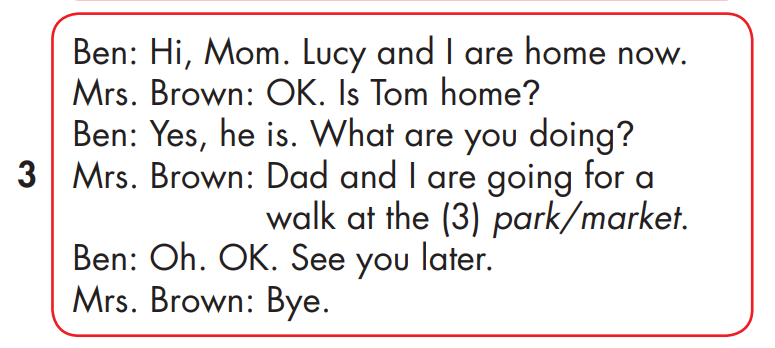 Ben: Hi, Mom. Lucy and I are home now.
Mrs. Brown: OK. Is Tom home?
Ben: Yes, he is. What are you doing?
3 Mrs. Brown: Dad and I are going for a
walk at the (3) park/market.
Ben: Oh. OK. See you later.
Mrs. Brown: Bye.